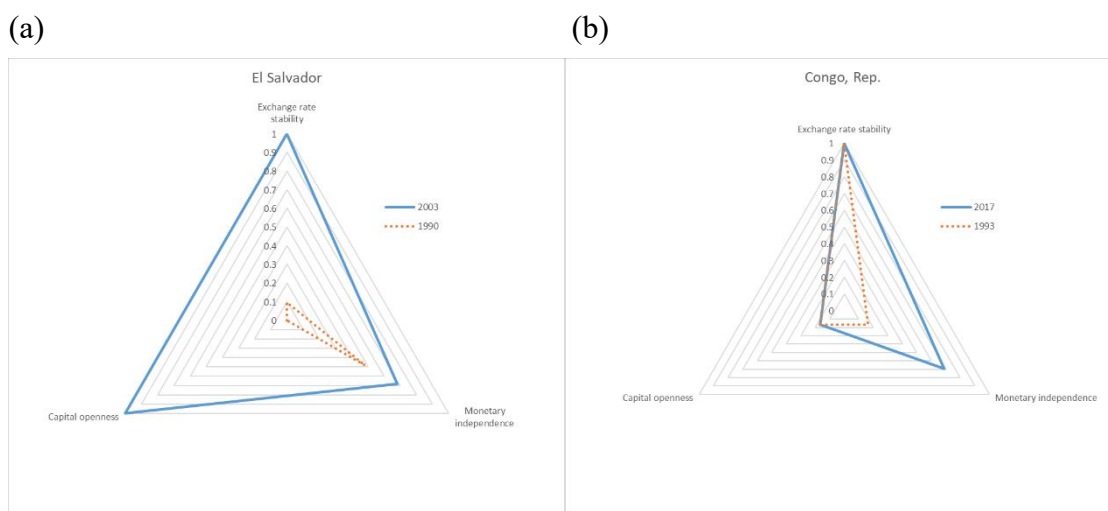 (a)
(b)
El Salvador
Exchange rate
stability
1
0.9
0.8
0.7
0.6
0.5
0.4
0.3
0.2
0.1
0
2003
1990
Capital openness
Monetary
independence
Congo, Rep.
Exchange rate stability
1
0.9
0.8
0.7
0.6
0.5
0.4
0.3
0.2
0.1
0
2017
1993
Capital openness
Monetary independence